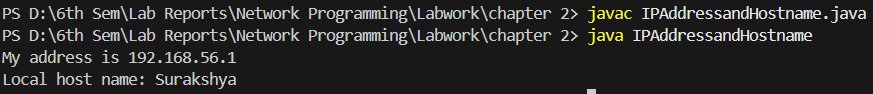 PS D:\6th Sem\Lab Reports\Network Programming\Labwork\chapter 2> javac IPAddressandHostname.java
PS D:\6th Sem\Lab Reports\Network Programming\Labwork\chapter 2> java IPAddressandHostname
My address is 192.168.56.1
Local host name: Surakshya